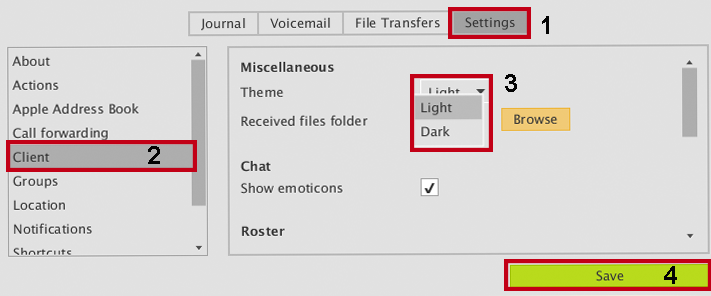 Journal Voicemail File Transfers Settings 1
About
Actions
Apple Address Book
Call forwarding
Client 2
Groups
Location
Notifications
Shortcuts
Miscellaneous
Theme Light 3
Light
Received files folder Browse
Dark
Chat
Show emoticons
Roster
Save 4